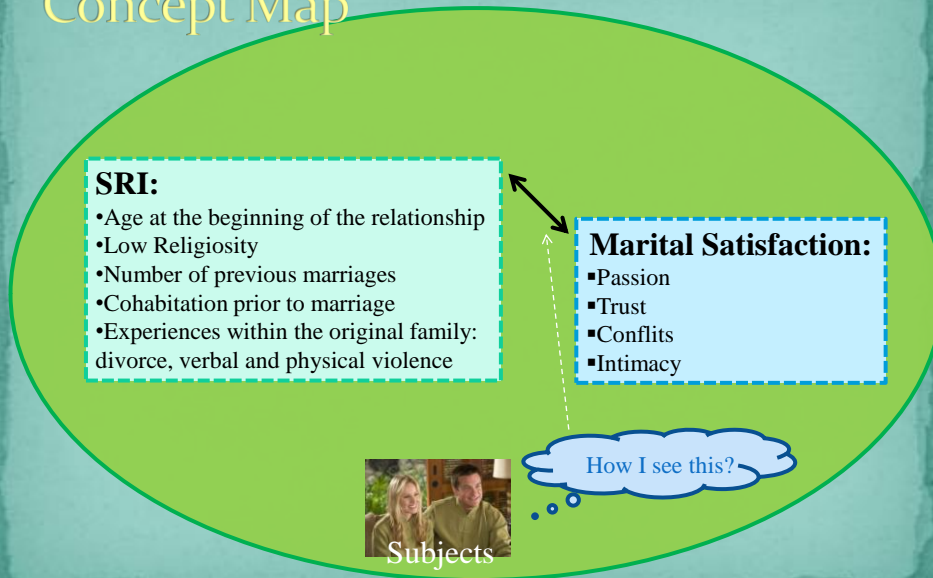 Concept Map
SRI:
•Age at the beginning of the relationship
•Low Religiosity
•Number of previous marriages
•Cohabitation prior to marriage
•Experiences within the original family:
divorce, verbal and physical violence
Marital Satisfaction:
▪Passion
▪Trust
▪Conflits
▪Intimacy
How I see this?
Subjects